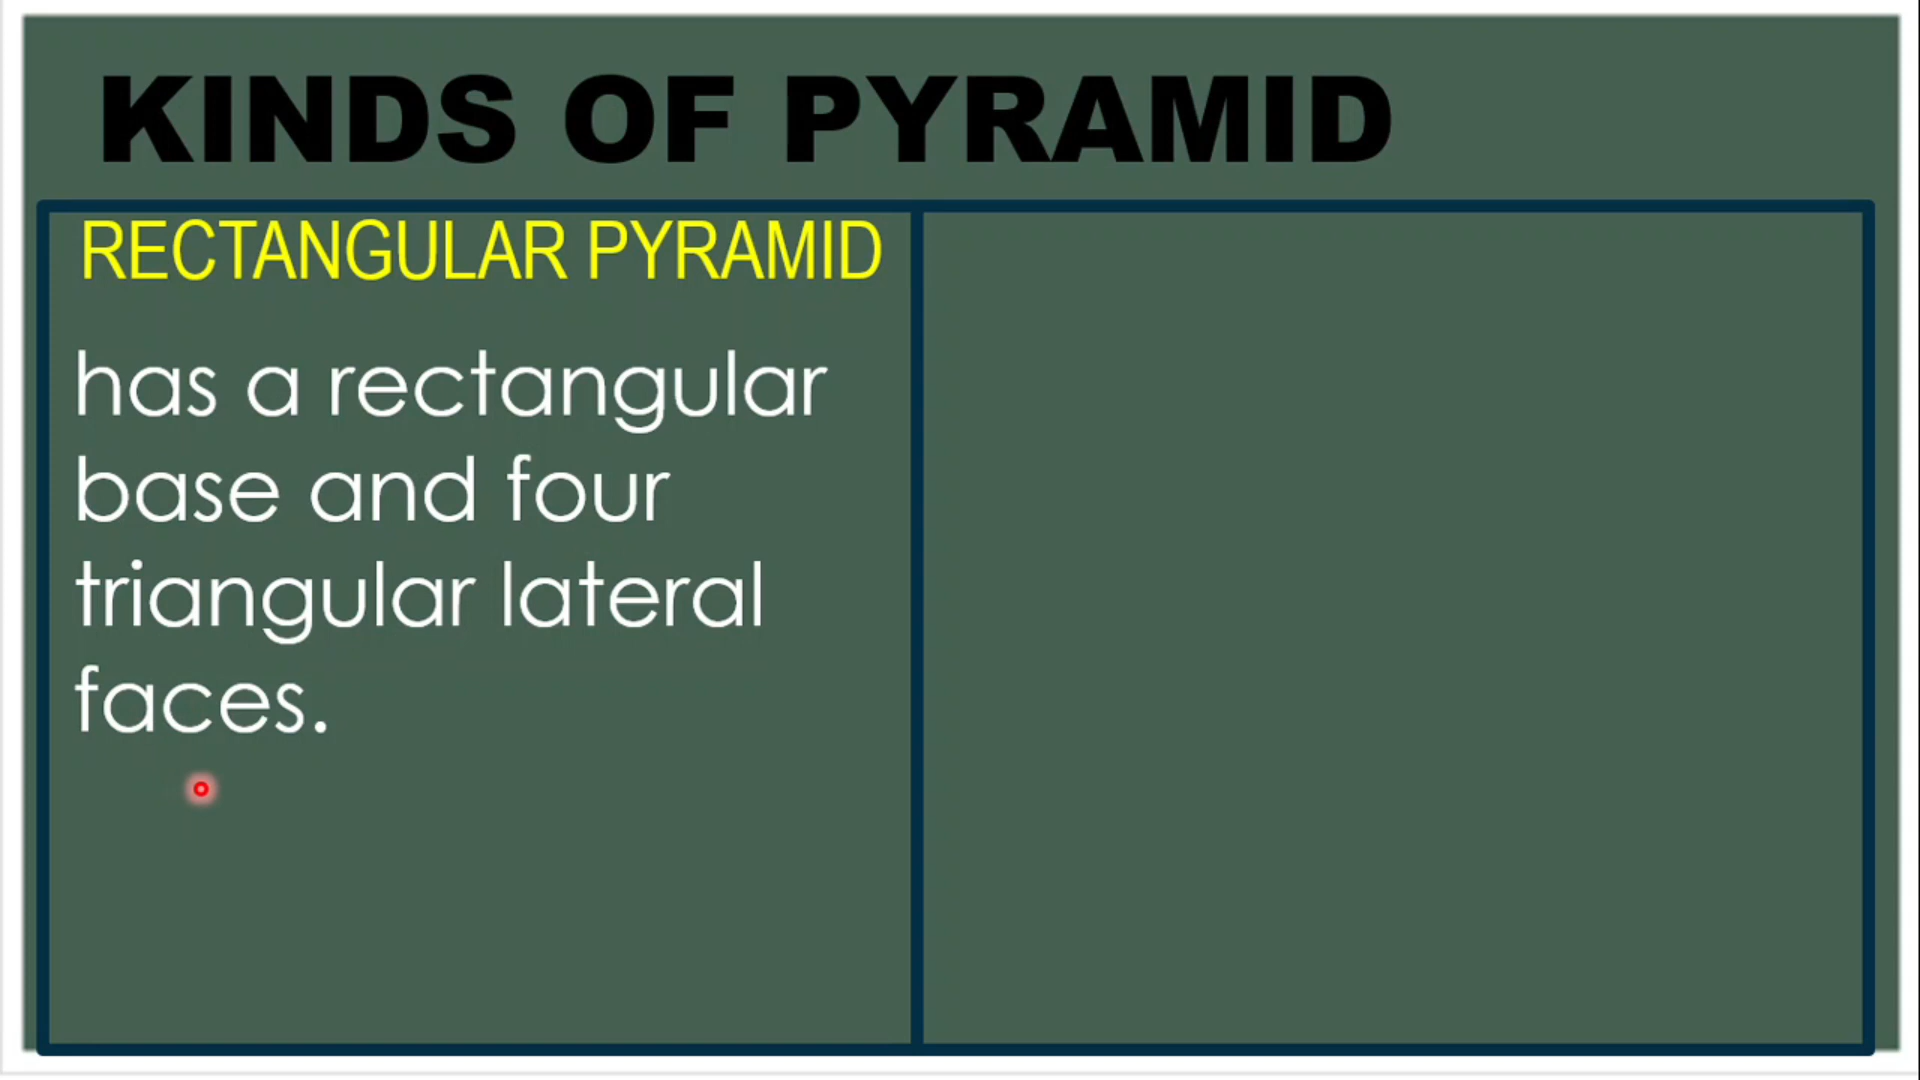 KINDS OF PYRAMID
RECTANGULAR PYRAMID
has a rectangular
base and four
triangular lateral
faces.